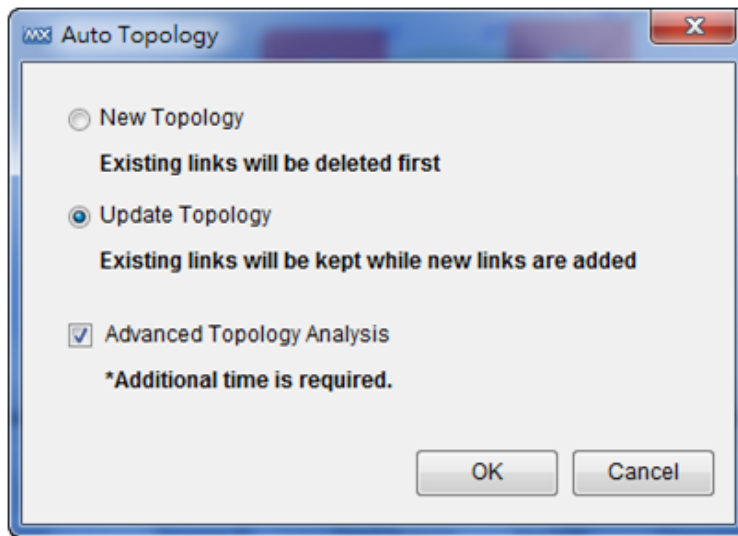 MX Auto Topology
New Topology
Existing links will be deleted first
Update Topology
Existing links will be kept while new links are added
Advanced Topology Analysis
*Additional time is required.
OK Cancel